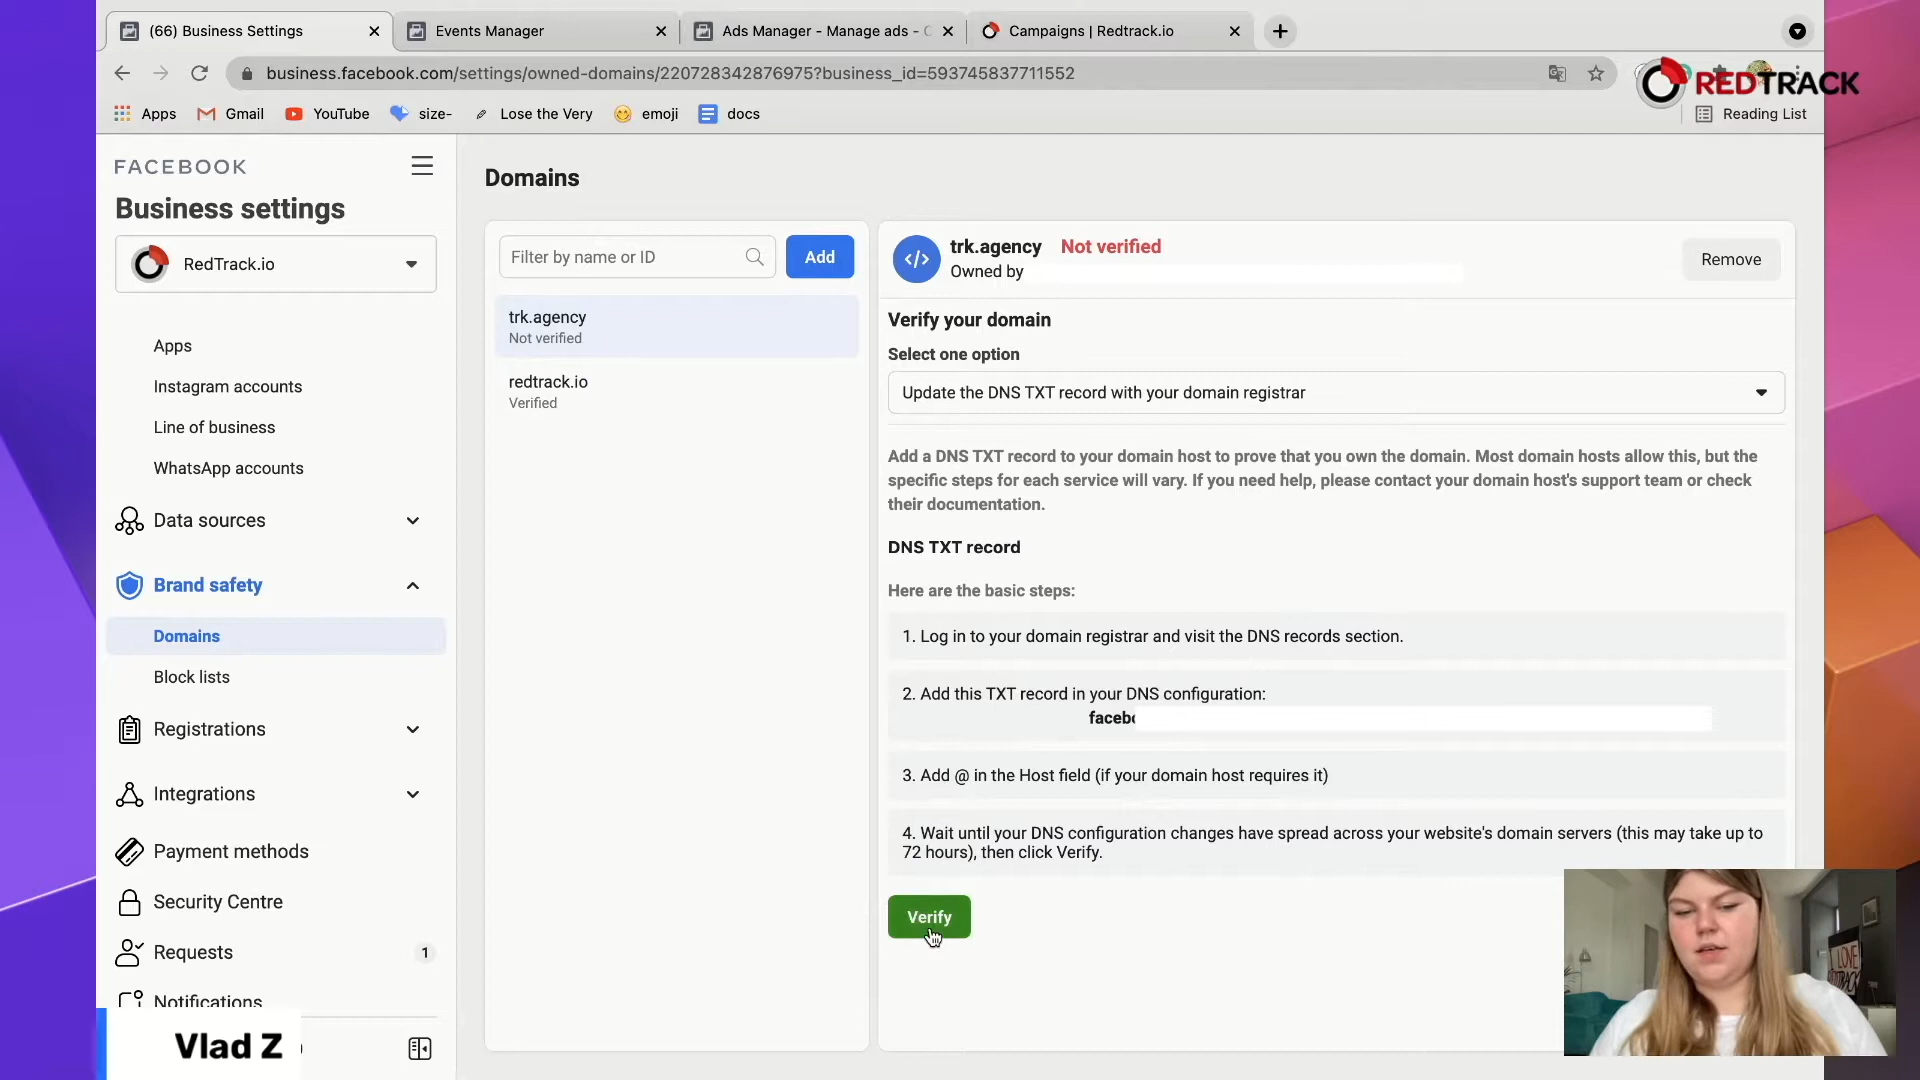 (66) Business Settings
Events Manager
Ads Manager - Manage ads - C
Campaigns | Redtrack.io
business.facebook.com/settings/owned-domains/220728342876975?business_id=593745837711552
REDTRACK
Apps
Gmail
YouTube
size-
Lose the Very
emoji
docs
Reading List
FACEBOOK
Business settings
RedTrack.io
Apps
Instagram accounts
Line of business
WhatsApp accounts
Data sources
Brand safety
Domains
Block lists
Registrations
Integrations
Payment methods
Security Centre
Requests
1
Notifications
Vlad Z
Domains
Filter by name or ID
Add
trk.agency
Not verified
redtrack.io
Verified
trk.agency Not verified
Owned by
Remove
Verify your domain
Select one option
Update the DNS TXT record with your domain registrar
Add a DNS TXT record to your domain host to prove that you own the domain. Most domain hosts allow this, but the
specific steps for each service will vary. If you need help, please contact your domain host's support team or check
their documentation.
DNS TXT record
Here are the basic steps:
1. Log in to your domain registrar and visit the DNS records section.
2. Add this TXT record in your DNS configuration:
facebo
3. Add @ in the Host field (if your domain host requires it)
4. Wait until your DNS configuration changes have spread across your website's domain servers (this may take up to
72 hours), then click Verify.
Verify
I LOVE